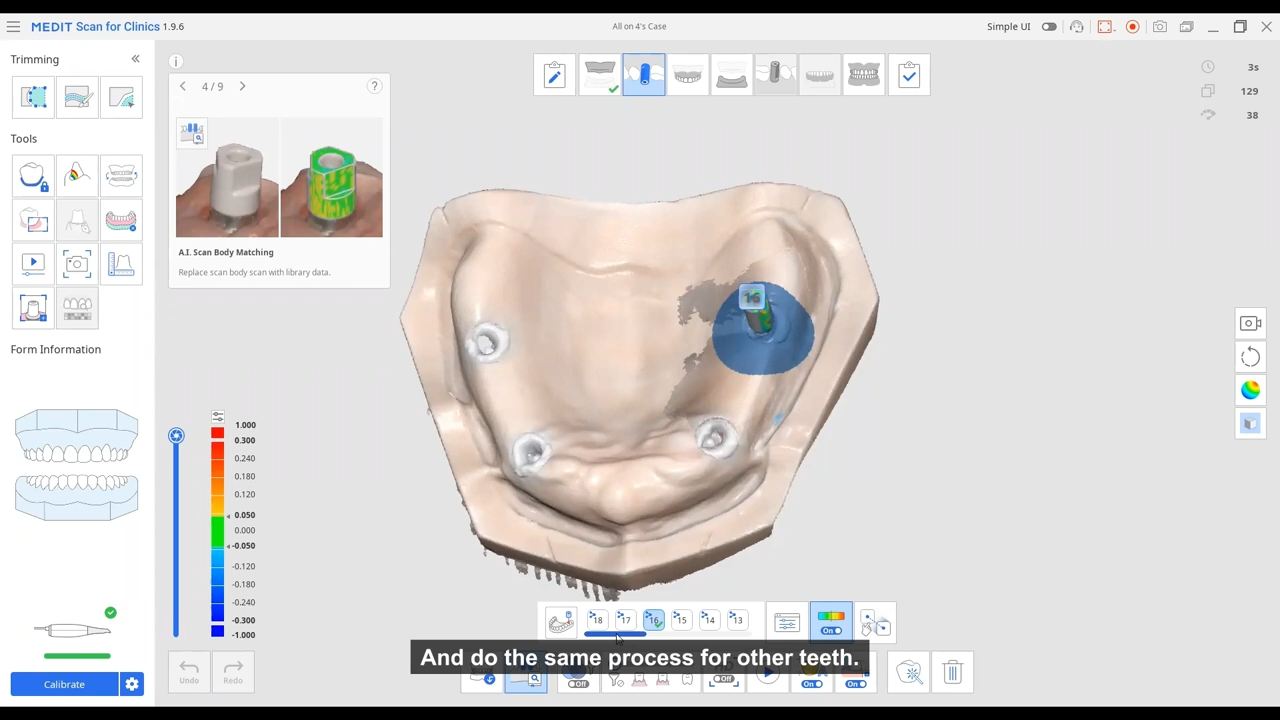 MEDIT Scan for Clinics 1.9.6
All on 4's Case
Simple UI
Trimming
4 / 9
?
3s
129
38
Tools
A.I. Scan Body Matching
Replace scan body scan with library data.
16
Form Information
1.000
0.300
0.240
0.180
0.120
0.050
0.000
-0.050
-0.120
-0.180
-0.240
-0.300
-1.000
18 17 16 15 14 13
On
And do the same process for other teeth.
Undo Redo
Off
Off
On
On
Calibrate